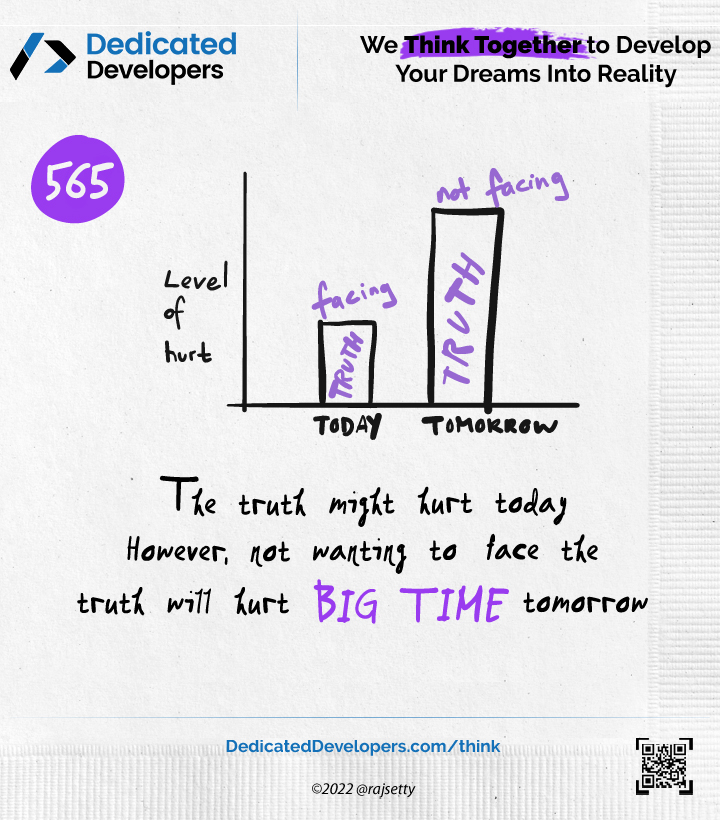 Dedicated
Developers
We Think Together to Develop
Your Dreams Into Reality
565
not facing
facing
Level
of
hurt
TRUTH
TRUTH
TODAY
TOMORROW
The truth might hurt today
However, not wanting to face the
truth will hurt BIG TIME tomorrow
DedicatedDevelopers.com/think
©2022 @rajsetty